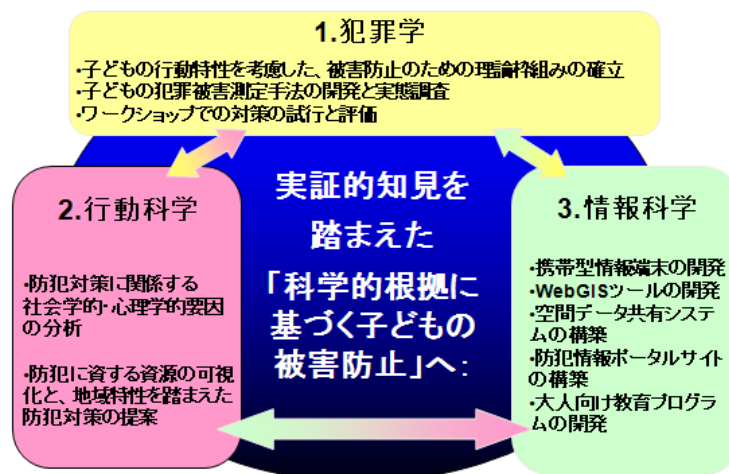 1.犯罪学
・子どもの行動特性を考慮した、被害防止のための理論枠組みの確立
・子どもの犯罪被害測定手法の開発と実態調査
・ワークショップでの対策の試行と評価
実証的知見を
踏まえた
「科学的根拠に
基づく子どもの
被害防止」へ:
2.行動科学
・防犯対策に関係する
社会学的・心理学的要因
の分析
・防犯に資する資源の可視
化と、地域特性を踏まえた
防犯対策の提案
3.情報科学
・携帯型情報端末の開発
・WebGISツールの開発
・空間データ共有システ
ムの構築
・防犯情報ポータルサイト
の構築
・大人向け教育プログラ
ムの開発